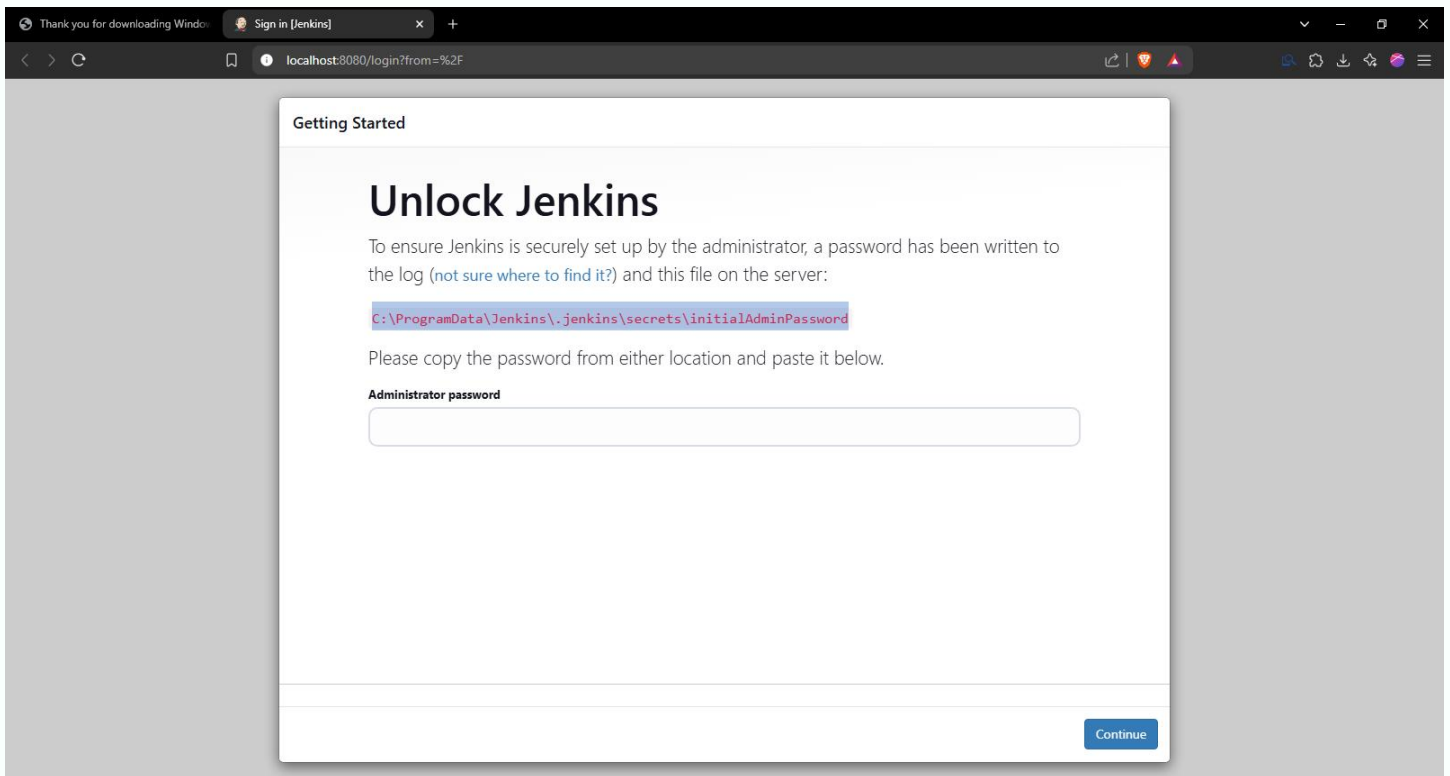 Thank you for downloading Windov
Sign in [Jenkins]
localhost:8080/login?from=%2F
Getting Started
Unlock Jenkins
To ensure Jenkins is securely set up by the administrator, a password has been written to
the log (not sure where to find it?) and this file on the server:
C:\ProgramData\Jenkins\.jenkins\secrets\initialAdminPassword
Please copy the password from either location and paste it below.
Administrator password
Continue